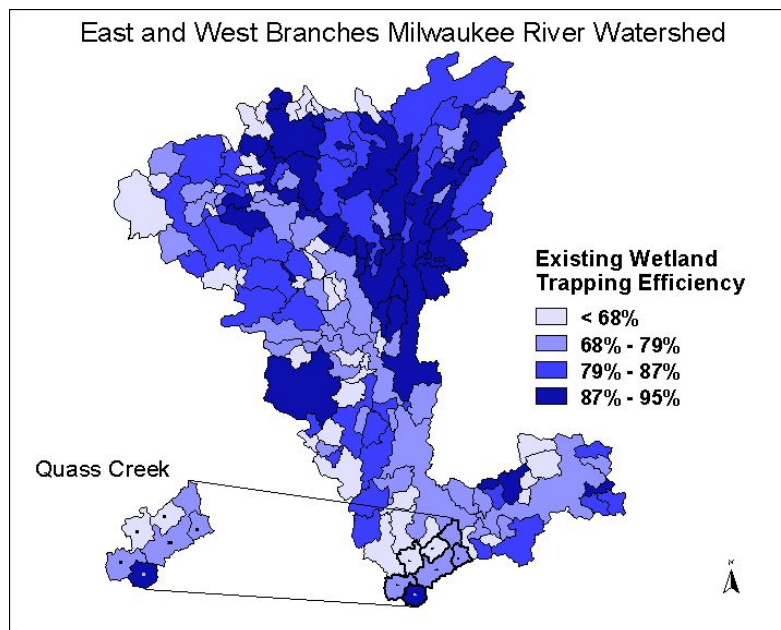 East and West Branches Milwaukee River Watershed
Existing Wetland
Trapping Efficiency
< 68%
68% - 79%
79% - 87%
87% - 95%
Quass Creek
N